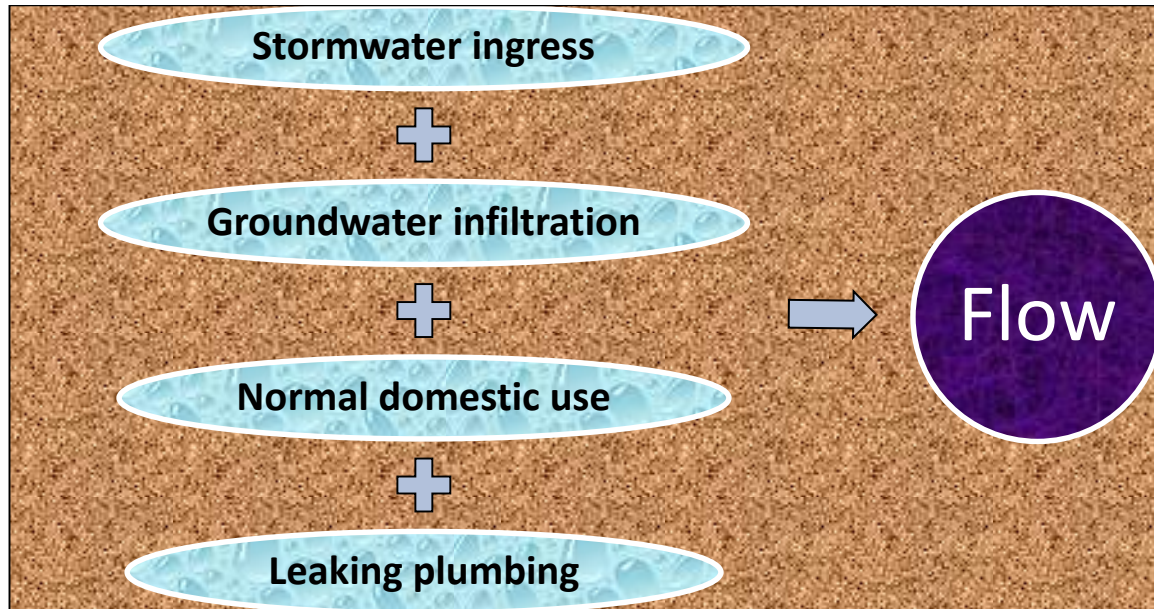 Stormwater ingress
Groundwater infiltration
Normal domestic use
Leaking plumbing
Flow